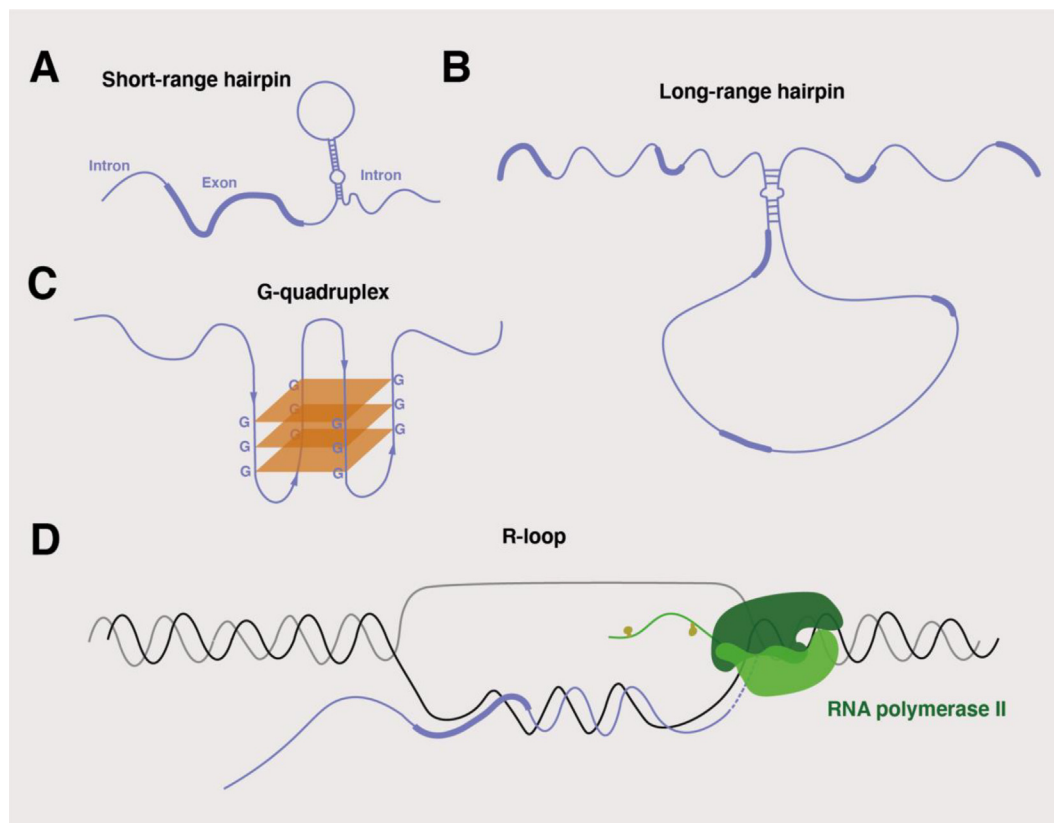 A
Short-range hairpin
Intron
Exon
Intron
B
Long-range hairpin
C
G-quadruplex
G
G
G
G
G
G
G
G
G
G
G
G
D
R-loop
RNA polymerase II